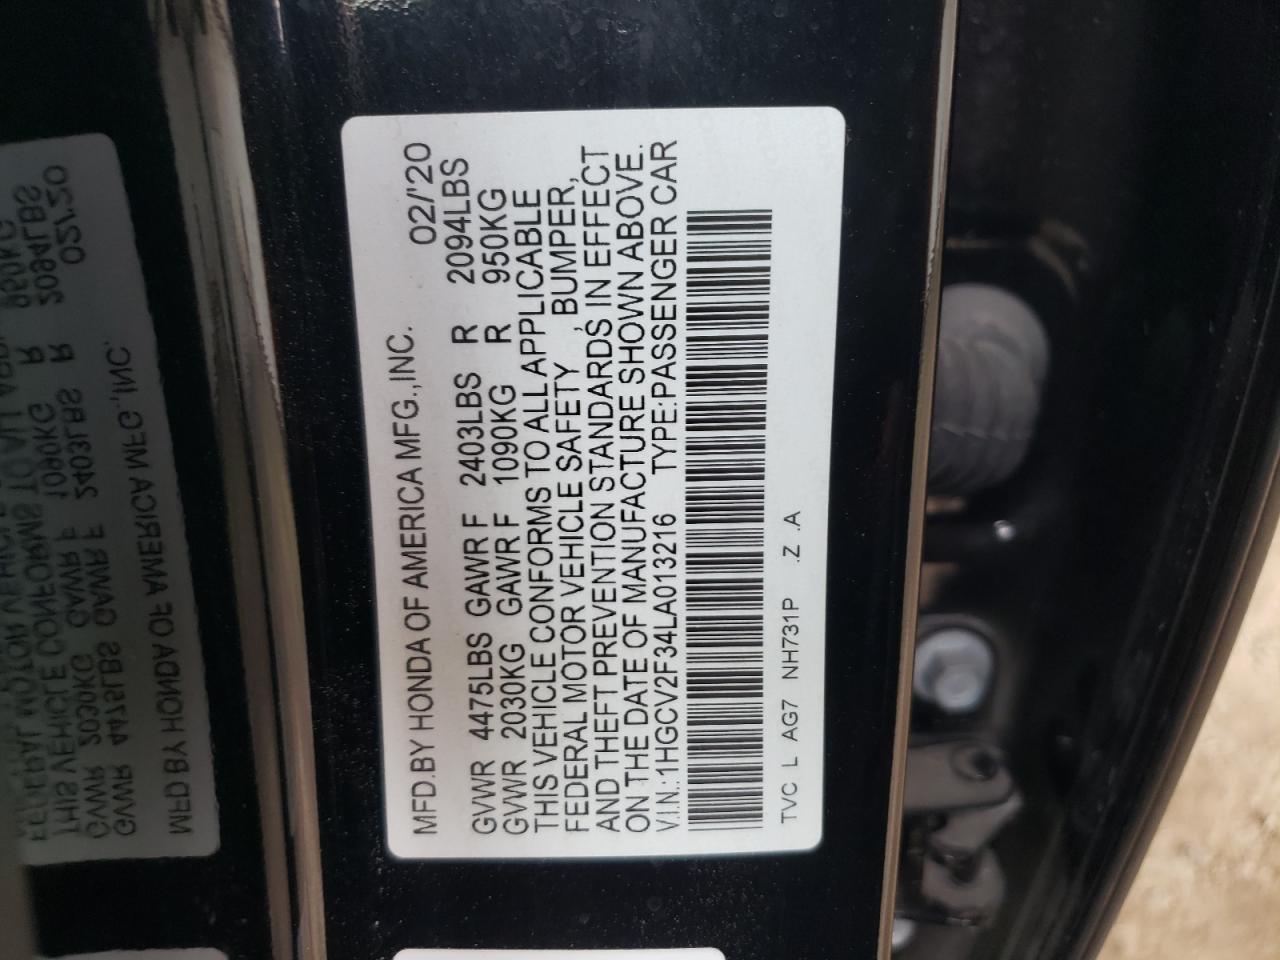 MFD.BY HONDA OF AMERICA MFG.,INC. 02/'20
GVWR 4475LBS GAWR F 2403LBS R 2094LBS
GVWR 2030KG GAWR F 1090KG R 950KG
THIS VEHICLE CONFORMS TO ALL APPLICABLE
FEDERAL MOTOR VEHICLE SAFETY , BUMPER,
AND THEFT PREVENTION STANDARDS IN EFFECT
ON THE DATE OF MANUFACTURE SHOWN ABOVE.
V.I.N.:1HGCV2F34LA013216 TYPE:PASSENGER CAR
TVC L AG7 NH731P .Z .A